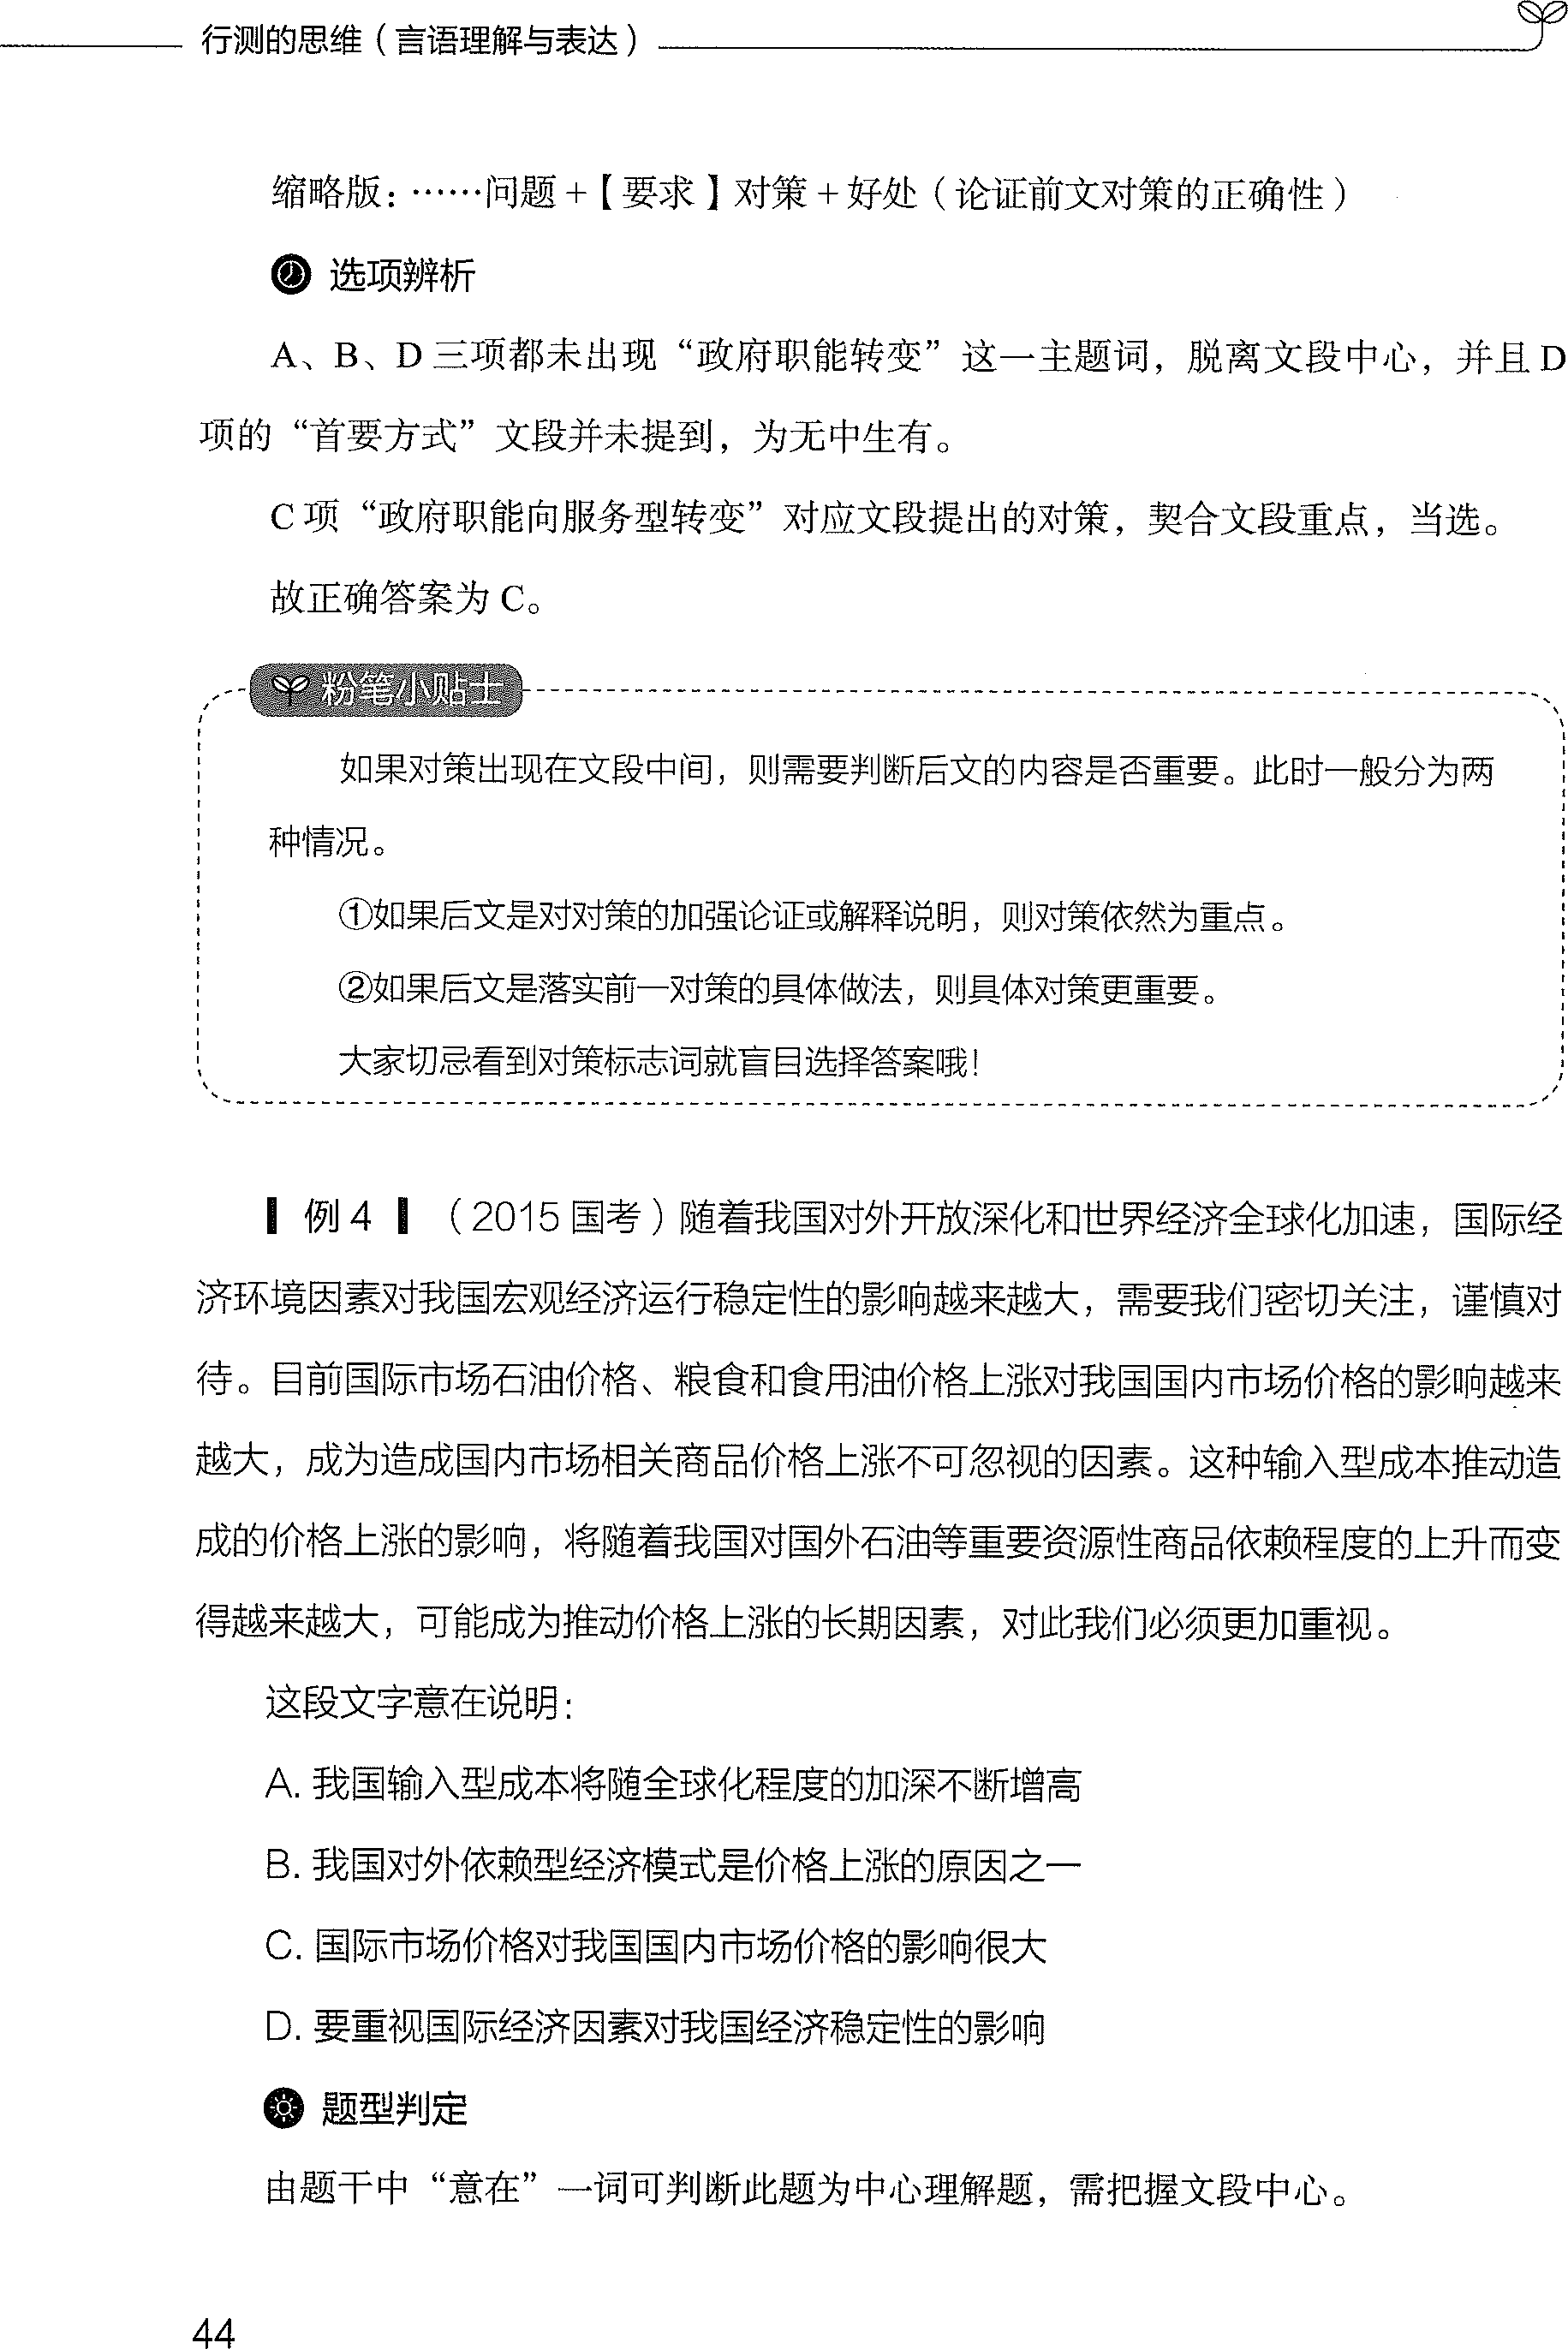 行测的思维（言语理解与表达）
缩略版：……问题＋【要求】对策＋好处（论证前文对策的正确性）
选项辨析
A、B、D三项都未出现“政府职能转变”这一主题词，脱离文段中心，并且D
项的“首要方式”文段并未提到，为无中生有。
C项“政府职能向服务型转变”对应文段提出的对策，契合文段重点，当选。
故正确答案为C。
粉笔小贴士
如果对策出现在文段中间，则需要判断后文的内容是否重要。此时一般分为两
种情况。
①如果后文是对对策的加强论证或解释说明，则对策依然为重点。
②如果后文是落实前一对策的具体做法，则具体对策更重要。
大家切忌看到对策标志词就盲目选择答案哦！
例4 （2015国考）随着我国对外开放深化和世界经济全球化加速，国际经
济环境因素对我国宏观经济运行稳定性的影响越来越大，需要我们密切关注，谨慎对
待。目前国际市场石油价格、粮食和食用油价格上涨对我国国内市场价格的影响越来
越大，成为造成国内市场相关商品价格上涨不可忽视的因素。这种输入型成本推动造
成的价格上涨的影响，将随着我国对国外石油等重要资源性商品依赖程度的上升而变
得越来越大，可能成为推动价格上涨的长期因素，对此我们必须更加重视。
这段文字意在说明：
A. 我国输入型成本将随全球化程度的加深不断增高
B. 我国对外依赖型经济模式是价格上涨的原因之一
C. 国际市场价格对我国国内市场价格的影响很大
D. 要重视国际经济因素对我国经济稳定性的影响
题型判定
由题干中“意在”一词可判断此题为中心理解题，需把握文段中心。
44